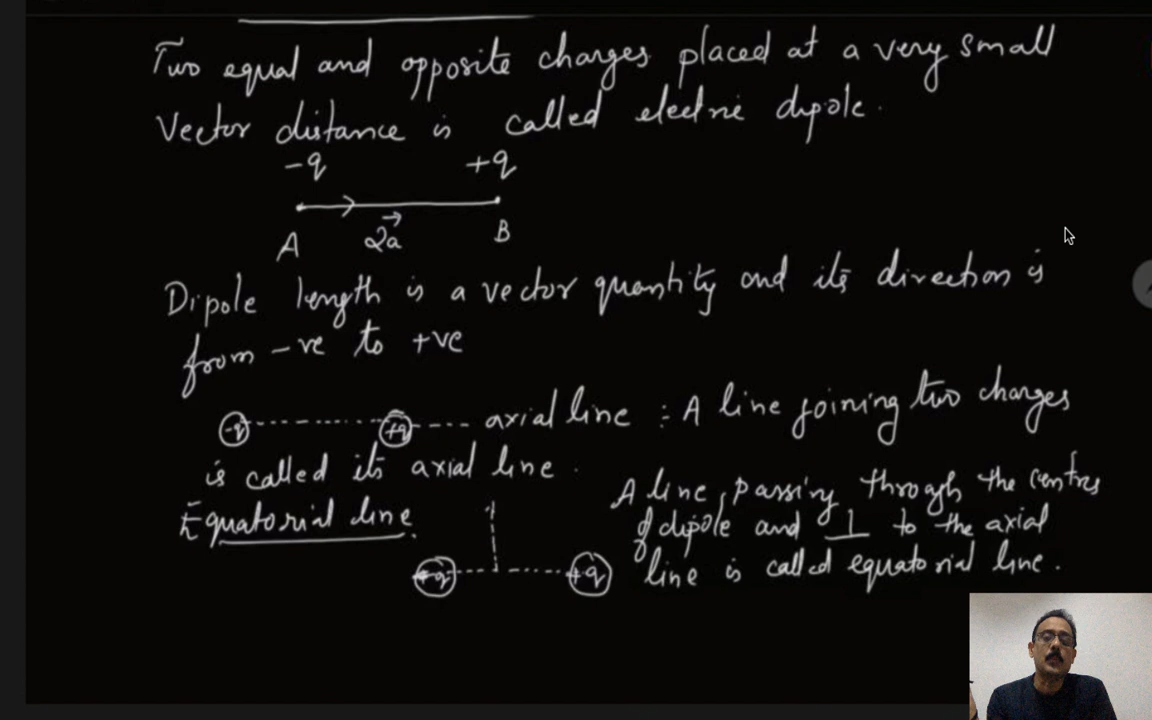 Two equal and opposite charges placed at a very small
Vector distance is called electric dipole.
-q +q
A 2a⃗ B
Dipole length is a vector quantity and its direction is
from -ve to +ve
-q +q axial line : A line joining two charges
is called its axial line.
Equatorial line.
A line, passing through the centres
of dipole and ⊥ to the axial
line is called equatorial line.
+q